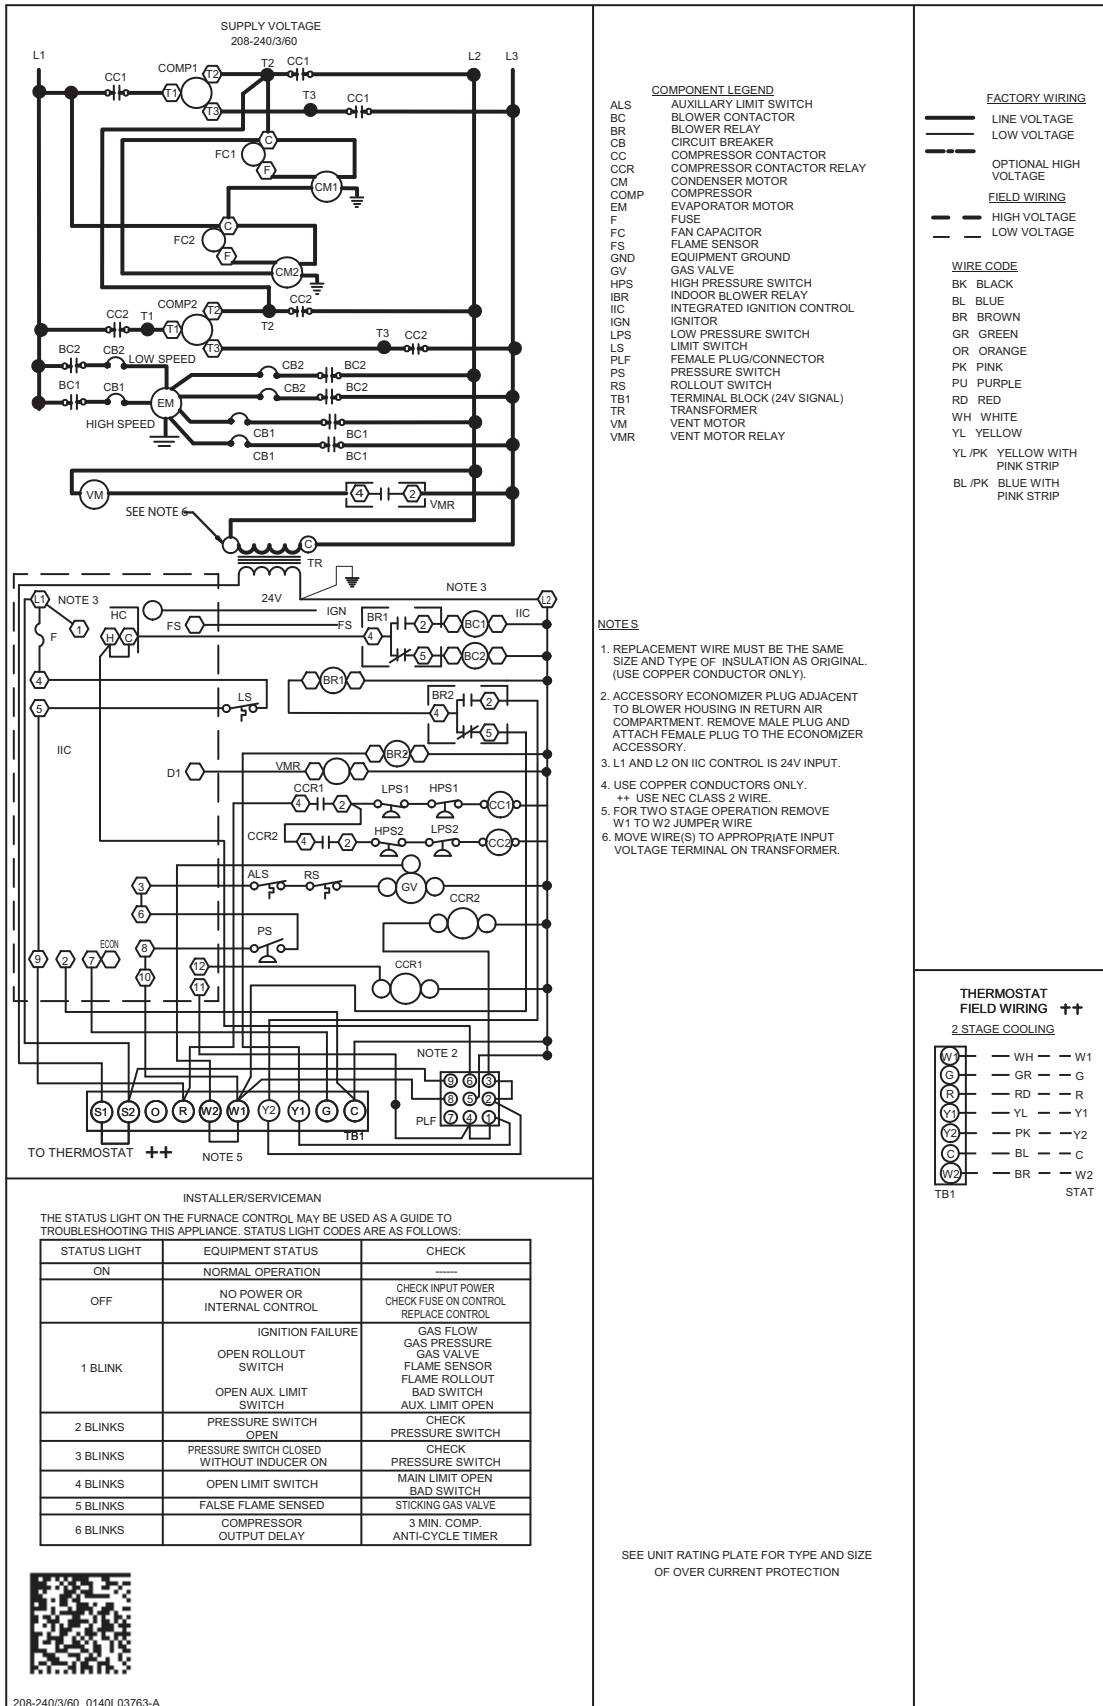 SUPPLY VOLTAGE
208-240/3/60
L1
L2
L3
COMP1
T2
T2
CC1
CC1
T1
T3
T3
CC1
C
FC1
F
CM1
C
FC2
F
CM2
COMP2
T2
CC2
CC2
T1
T1
T2
T3
T3
CC2
BC2
CB2
LOW SPEED
CB2
BC2
BC1
CB1
EM
CB2
BC2
HIGH SPEED
CB1
BC1
CB1
BC1
VM
4
2
VMR
SEE NOTE 6
C
TR
24V
NOTE 3
L1
NOTE 3
L2
HC
IGN
BR1
IIC
1
FS
FS
F
H
C
4
2
BC1
5
BC2
4
BR1
BR2
LS
2
5
4
5
IIC
BR2
D1
VMR
CCR1
LPS1
HPS1
4
2
CC1
CCR2
HPS2
LPS2
4
2
CC2
ALS
RS
3
GV
CCR2
6
PS
ECON
8
9
2
7
12
CCR1
10
11
NOTE 2
9
6
3
8
5
2
PLF
7
4
1
S1
S2
O
R
W2
W1
Y2
Y1
G
C
TB1
TO THERMOSTAT ++
NOTE 5
COMPONENT LEGEND
ALS AUXILLARY LIMIT SWITCH
BC BLOWER CONTACTOR
BR BLOWER RELAY
CB CIRCUIT BREAKER
CC COMPRESSOR CONTACTOR
CCR COMPRESSOR CONTACTOR RELAY
CM CONDENSER MOTOR
COMP COMPRESSOR
EM EVAPORATOR MOTOR
F FUSE
FC FAN CAPACITOR
FS FLAME SENSOR
GND EQUIPMENT GROUND
GV GAS VALVE
HPS HIGH PRESSURE SWITCH
IBR INDOOR BLOWER RELAY
IIC INTEGRATED IGNITION CONTROL
IGN IGNITOR
LPS LOW PRESSURE SWITCH
LS LIMIT SWITCH
PLF FEMALE PLUG/CONNECTOR
PS PRESSURE SWITCH
RS ROLLOUT SWITCH
TB1 TERMINAL BLOCK (24V SIGNAL)
TR TRANSFORMER
VM VENT MOTOR
VMR VENT MOTOR RELAY
NOTES
1. REPLACEMENT WIRE MUST BE THE SAME
SIZE AND TYPE OF INSULATION AS ORIGINAL.
(USE COPPER CONDUCTOR ONLY).
2. ACCESSORY ECONOMIZER PLUG ADJACENT
TO BLOWER HOUSING IN RETURN AIR
COMPARTMENT. REMOVE MALE PLUG AND
ATTACH FEMALE PLUG TO THE ECONOMIZER
ACCESSORY.
3. L1 AND L2 ON IIC CONTROL IS 24V INPUT.
4. USE COPPER CONDUCTORS ONLY.
++ USE NEC CLASS 2 WIRE.
5. FOR TWO STAGE OPERATION REMOVE
W1 TO W2 JUMPER WIRE
6. MOVE WIRE(S) TO APPROPRIATE INPUT
VOLTAGE TERMINAL ON TRANSFORMER.
SEE UNIT RATING PLATE FOR TYPE AND SIZE
OF OVER CURRENT PROTECTION
FACTORY WIRING
LINE VOLTAGE
LOW VOLTAGE
OPTIONAL HIGH
VOLTAGE
FIELD WIRING
HIGH VOLTAGE
LOW VOLTAGE
WIRE CODE
BK BLACK
BL BLUE
BR BROWN
GR GREEN
OR ORANGE
PK PINK
PU PURPLE
RD RED
WH WHITE
YL YELLOW
YL /PK YELLOW WITH
PINK STRIP
BL /PK BLUE WITH
PINK STRIP
THERMOSTAT
FIELD WIRING ++
2 STAGE COOLING
W1 WH W1
G GR G
R RD R
Y1 YL Y1
Y2 PK Y2
C BL C
W2 BR W2
TB1 STAT
INSTALLER/SERVICEMAN
THE STATUS LIGHT ON THE FURNACE CONTROL MAY BE USED AS A GUIDE TO
TROUBLESHOOTING THIS APPLIANCE. STATUS LIGHT CODES ARE AS FOLLOWS:
STATUS LIGHT EQUIPMENT STATUS CHECK
ON NORMAL OPERATION ------
OFF
NO POWER OR
INTERNAL CONTROL
CHECK INPUT POWER
CHECK FUSE ON CONTROL
REPLACE CONTROL
1 BLINK
IGNITION FAILURE
OPEN ROLLOUT
SWITCH
OPEN AUX. LIMIT
SWITCH
GAS FLOW
GAS PRESSURE
GAS VALVE
FLAME SENSOR
FLAME ROLLOUT
BAD SWITCH
AUX. LIMIT OPEN
2 BLINKS
PRESSURE SWITCH
OPEN
CHECK
PRESSURE SWITCH
3 BLINKS
PRESSURE SWITCH CLOSED
WITHOUT INDUCER ON
CHECK
PRESSURE SWITCH
4 BLINKS
OPEN LIMIT SWITCH
MAIN LIMIT OPEN
BAD SWITCH
5 BLINKS FALSE FLAME SENSED STICKING GAS VALVE
6 BLINKS
COMPRESSOR
OUTPUT DELAY
3 MIN. COMP.
ANTI-CYCLE TIMER
208-240/3/60 0140L03763-A